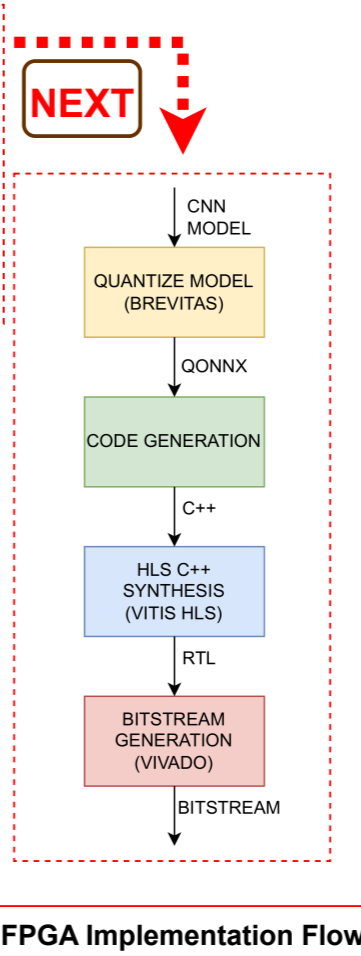 NEXT
CNN
MODEL
QUANTIZE MODEL
(BREVITAS)
QONNX
CODE GENERATION
C++
HLS C++
SYNTHESIS
(VITIS HLS)
RTL
BITSTREAM
GENERATION
(VIVADO)
BITSTREAM
FPGA Implementation Flow